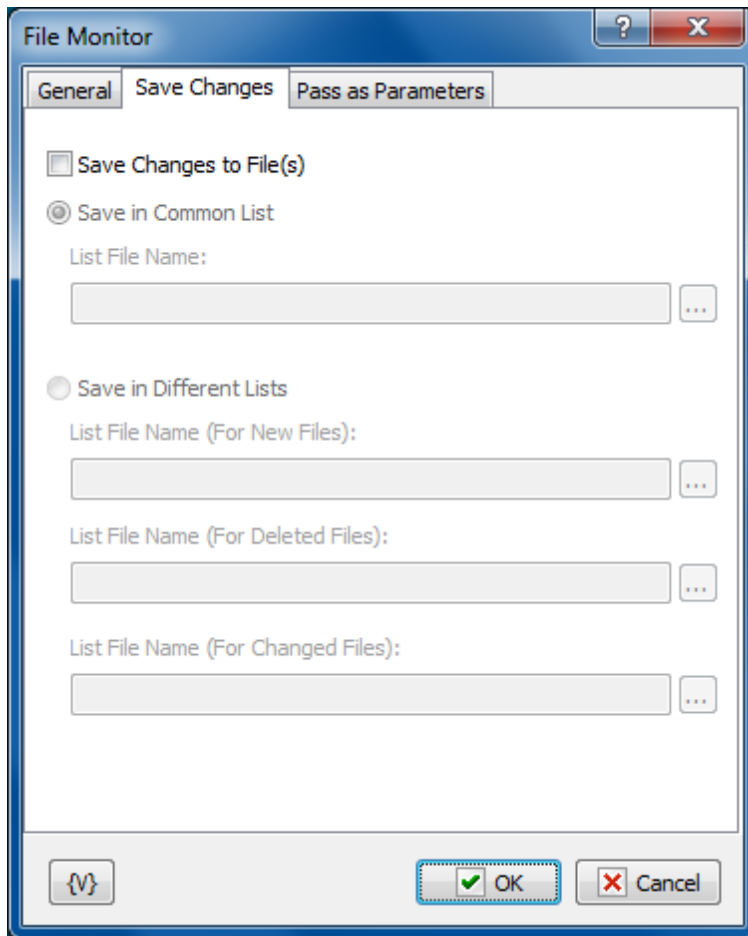 File Monitor
?
General Save Changes Pass as Parameters
Save Changes to File(s)
Save in Common List
List File Name:
...
Save in Different Lists
List File Name (For New Files):
...
List File Name (For Deleted Files):
...
List File Name (For Changed Files):
...
{V} OK Cancel